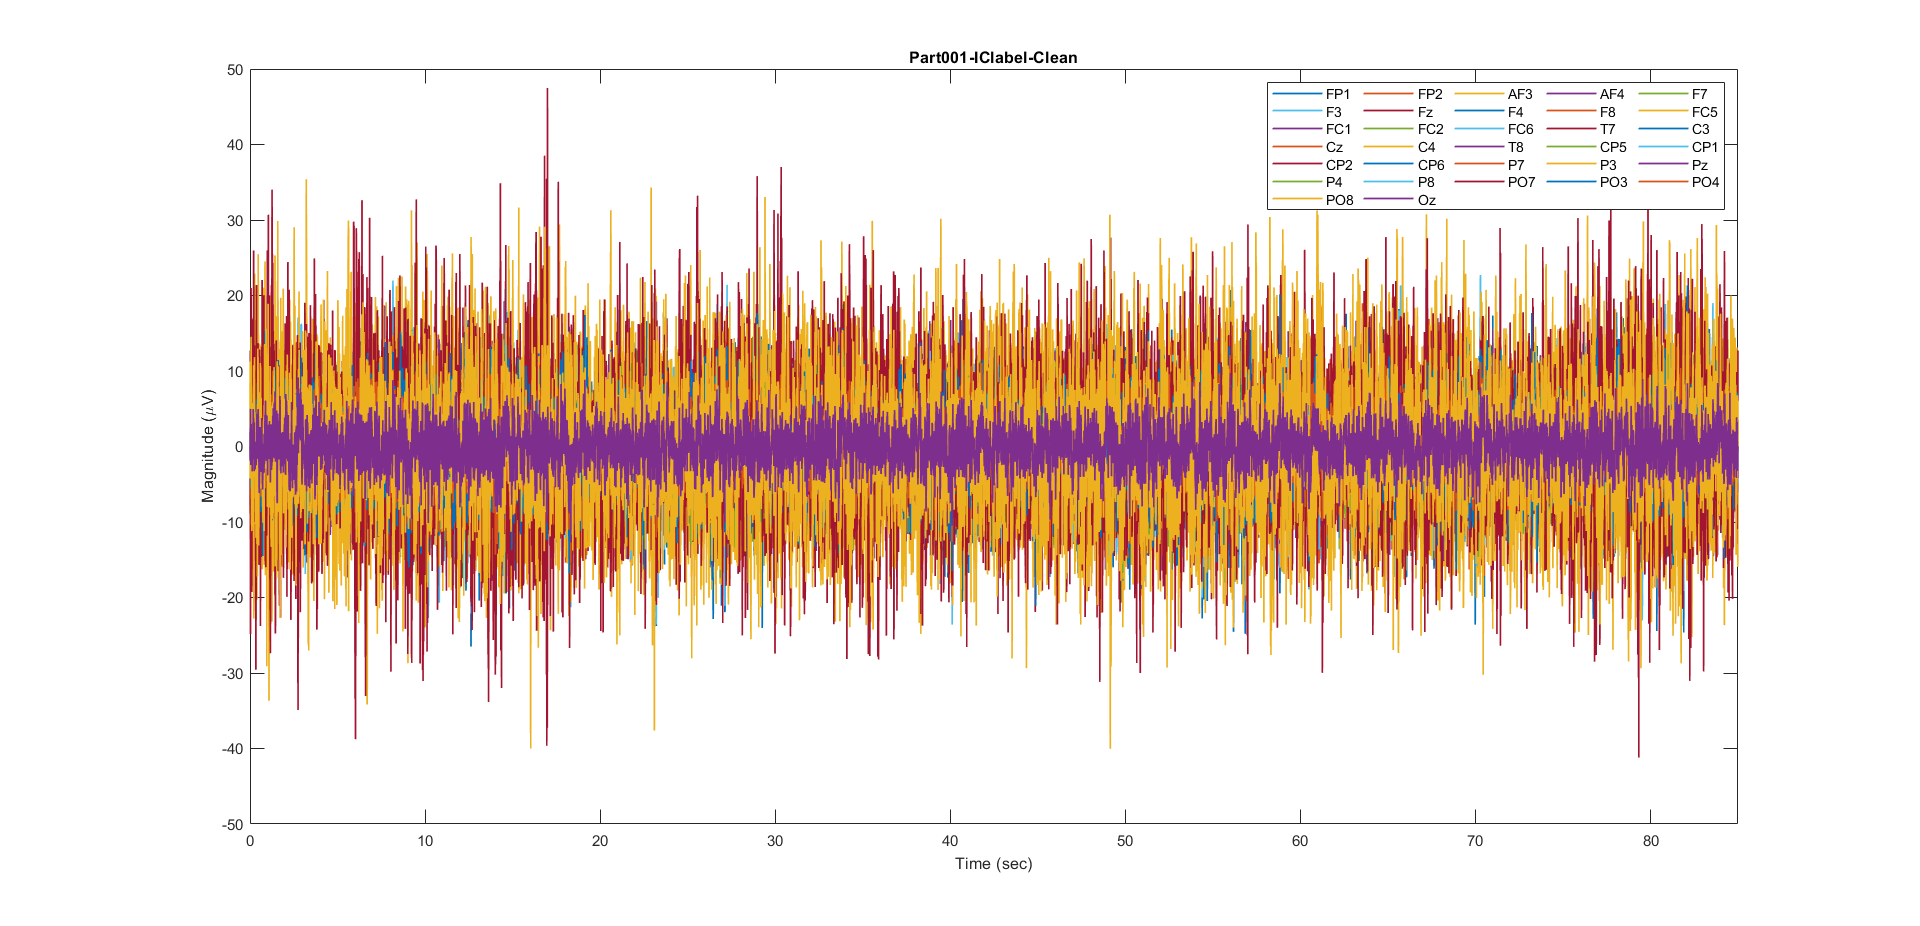 Part001-IClabel-Clean
50
40
30
20
10
0
-10
-20
-30
-40
-50
Magnitude (μV)
FP1 FP2 AF3 AF4 F7
F3 Fz F4 F8 FC5
FC1 FC2 FC6 T7 C3
Cz C4 T8 CP5 CP1
CP2 CP6 P7 P3 Pz
P4 P8 PO7 PO3 PO4
PO8 Oz
0 10 20 30 40 50 60 70 80
Time (sec)